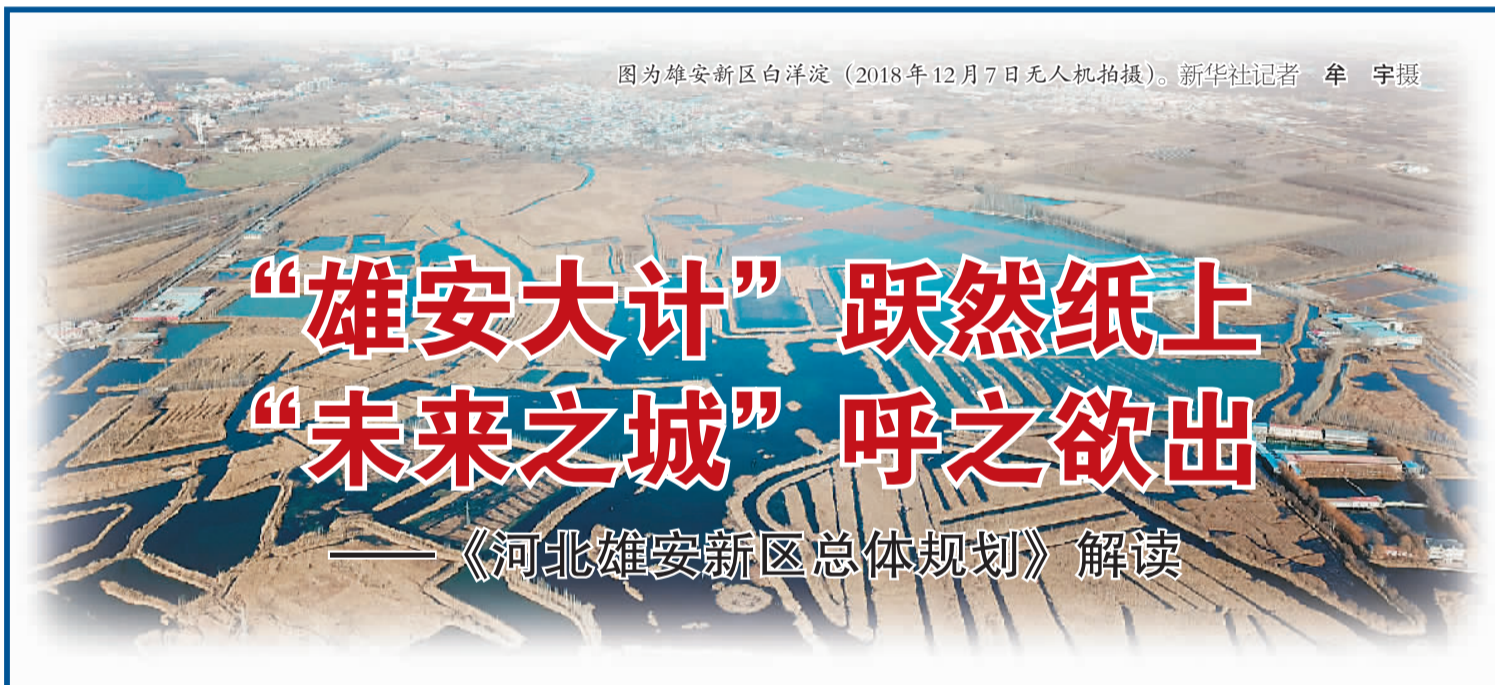 图为雄安新区白洋淀（2018年12月7日无人机拍摄）。新华社记者 牟 宇摄
“雄安大计” 跃然纸上
“未来之城” 呼之欲出
——《河北雄安新区总体规划》解读